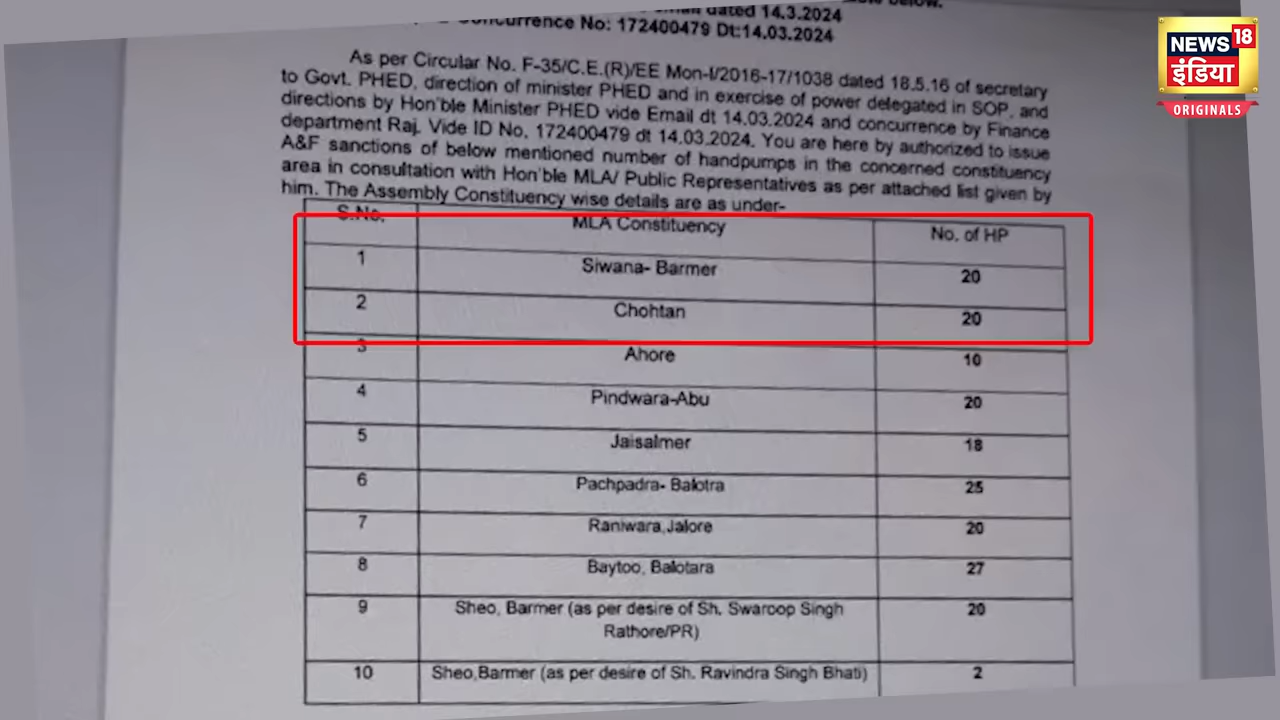 dated 14.3.2024
Concurrence No: 172400479 Dt:14.03.2024
As per Circular No. F-35/C.E.(R)/EE Mon-I/2016-17/1038 dated 18.5.16 of secretary
to Govt. PHED, direction of minister PHED and in exercise of power delegated in SOP, and
directions by Hon'ble Minister PHED vide Email dt 14.03.2024 and concurrence by Finance
department Raj. Vide ID No. 172400479 dt 14.03.2024. You are here by authorized to issue
A&F sanctions of below mentioned number of handpumps in the concerned constituency
area in consultation with Hon'ble MLA/ Public Representatives as per attached list given by
him. The Assembly Constituency wise details are as under-
S.No. MLA Constituency No. of HP
1 Siwana- Barmer 20
2 Chohtan 20
3 Ahore 10
4 Pindwara-Abu 20
5 Jaisalmer 18
6 Pachpadra- Balotra 25
7 Raniwara,Jalore 20
8 Baytoo, Balotara 27
9 Sheo, Barmer (as per desire of Sh. Swaroop Singh 20
Rathore/PR)
10 Sheo,Barmer (as per desire of Sh. Ravindra Singh Bhati) 2
NEWS 18
इंडिया
ORIGINALS